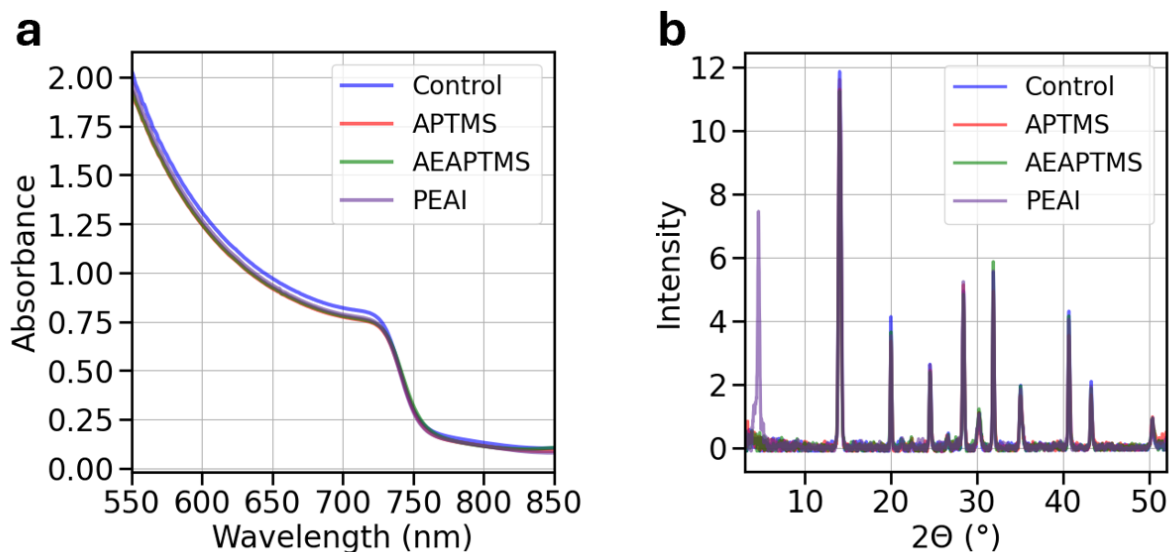 a
2.00
1.75
1.50
1.25
1.00
0.75
0.50
0.25
0.00
Absorbance
Control
APTMS
AEAPTMS
PEAI
550 600 650 700 750 800 850
Wavelength (nm)
b
12
10
8
6
4
2
0
Intensity
Control
APTMS
AEAPTMS
PEAI
10 20 30 40 50
2Θ (°)